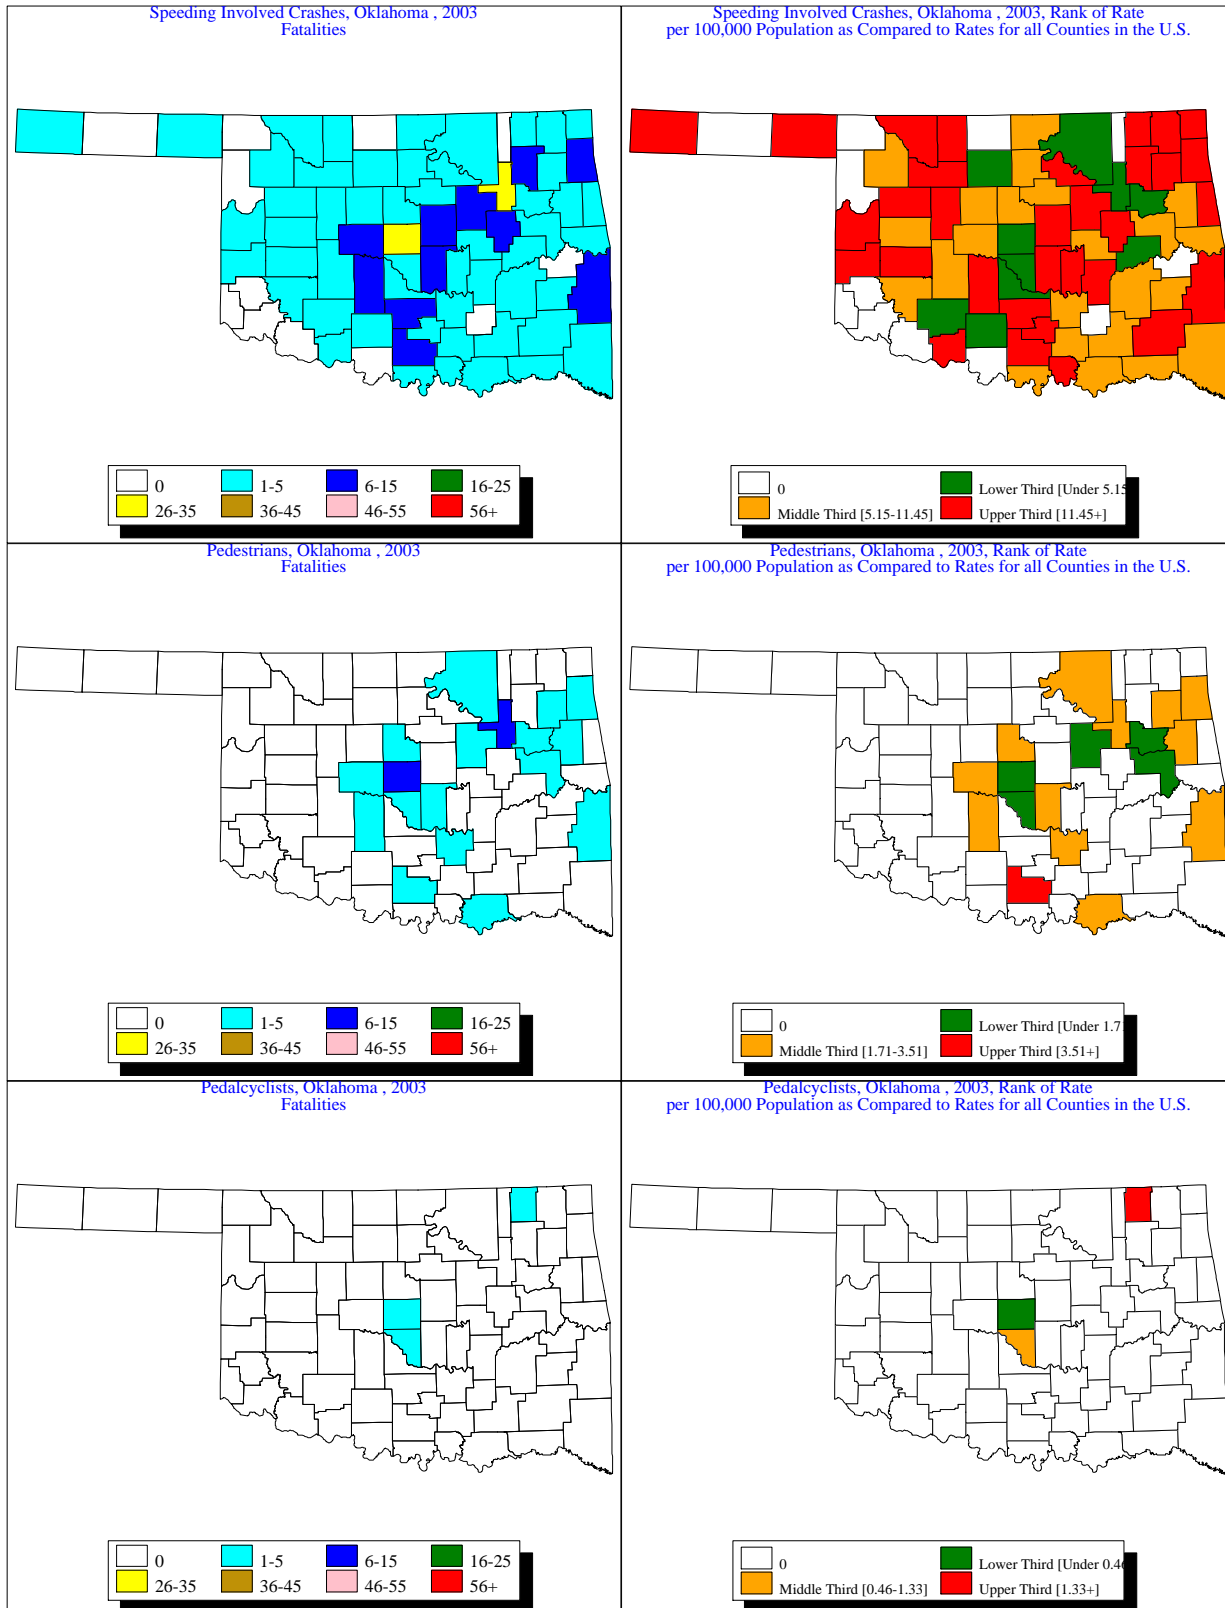 Speeding Involved Crashes, Oklahoma , 2003
Fatalities
0
1-5
6-15
16-25
26-35
36-45
46-55
56+
Speeding Involved Crashes, Oklahoma , 2003, Rank of Rate
per 100,000 Population as Compared to Rates for all Counties in the U.S.
0
Lower Third [Under 5.15
Middle Third [5.15-11.45]
Upper Third [11.45+]
Pedestrians, Oklahoma , 2003
Fatalities
0
1-5
6-15
16-25
26-35
36-45
46-55
56+
Pedestrians, Oklahoma , 2003, Rank of Rate
per 100,000 Population as Compared to Rates for all Counties in the U.S.
0
Lower Third [Under 1.71
Middle Third [1.71-3.51]
Upper Third [3.51+]
Pedalcyclists, Oklahoma , 2003
Fatalities
0
1-5
6-15
16-25
26-35
36-45
46-55
56+
Pedalcyclists, Oklahoma , 2003, Rank of Rate
per 100,000 Population as Compared to Rates for all Counties in the U.S.
0
Lower Third [Under 0.46
Middle Third [0.46-1.33]
Upper Third [1.33+]